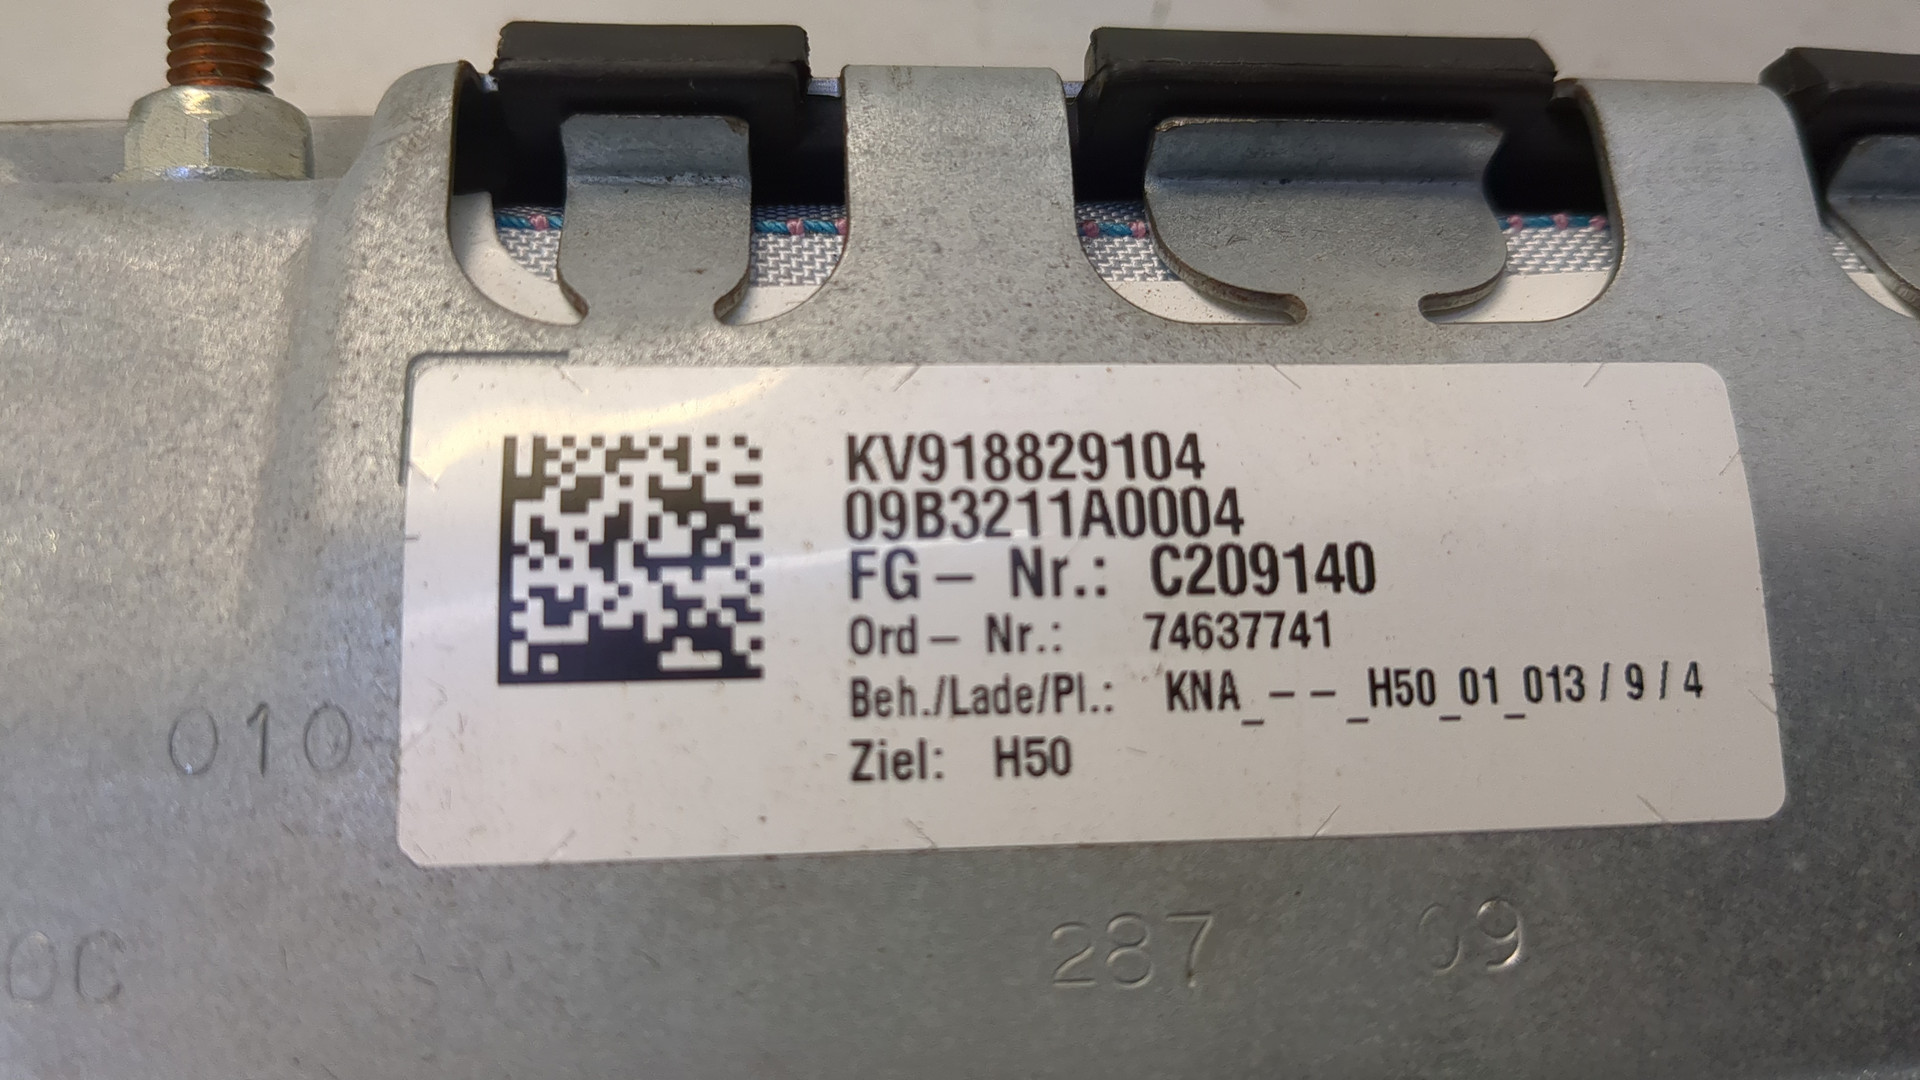 KV918829104
09B3211A0004
FG – Nr.: C209140
Ord – Nr.: 74637741
Beh./Lade/Pl.: KNA_ – – _H50_01_013 / 9 / 4
Ziel: H50
010
287